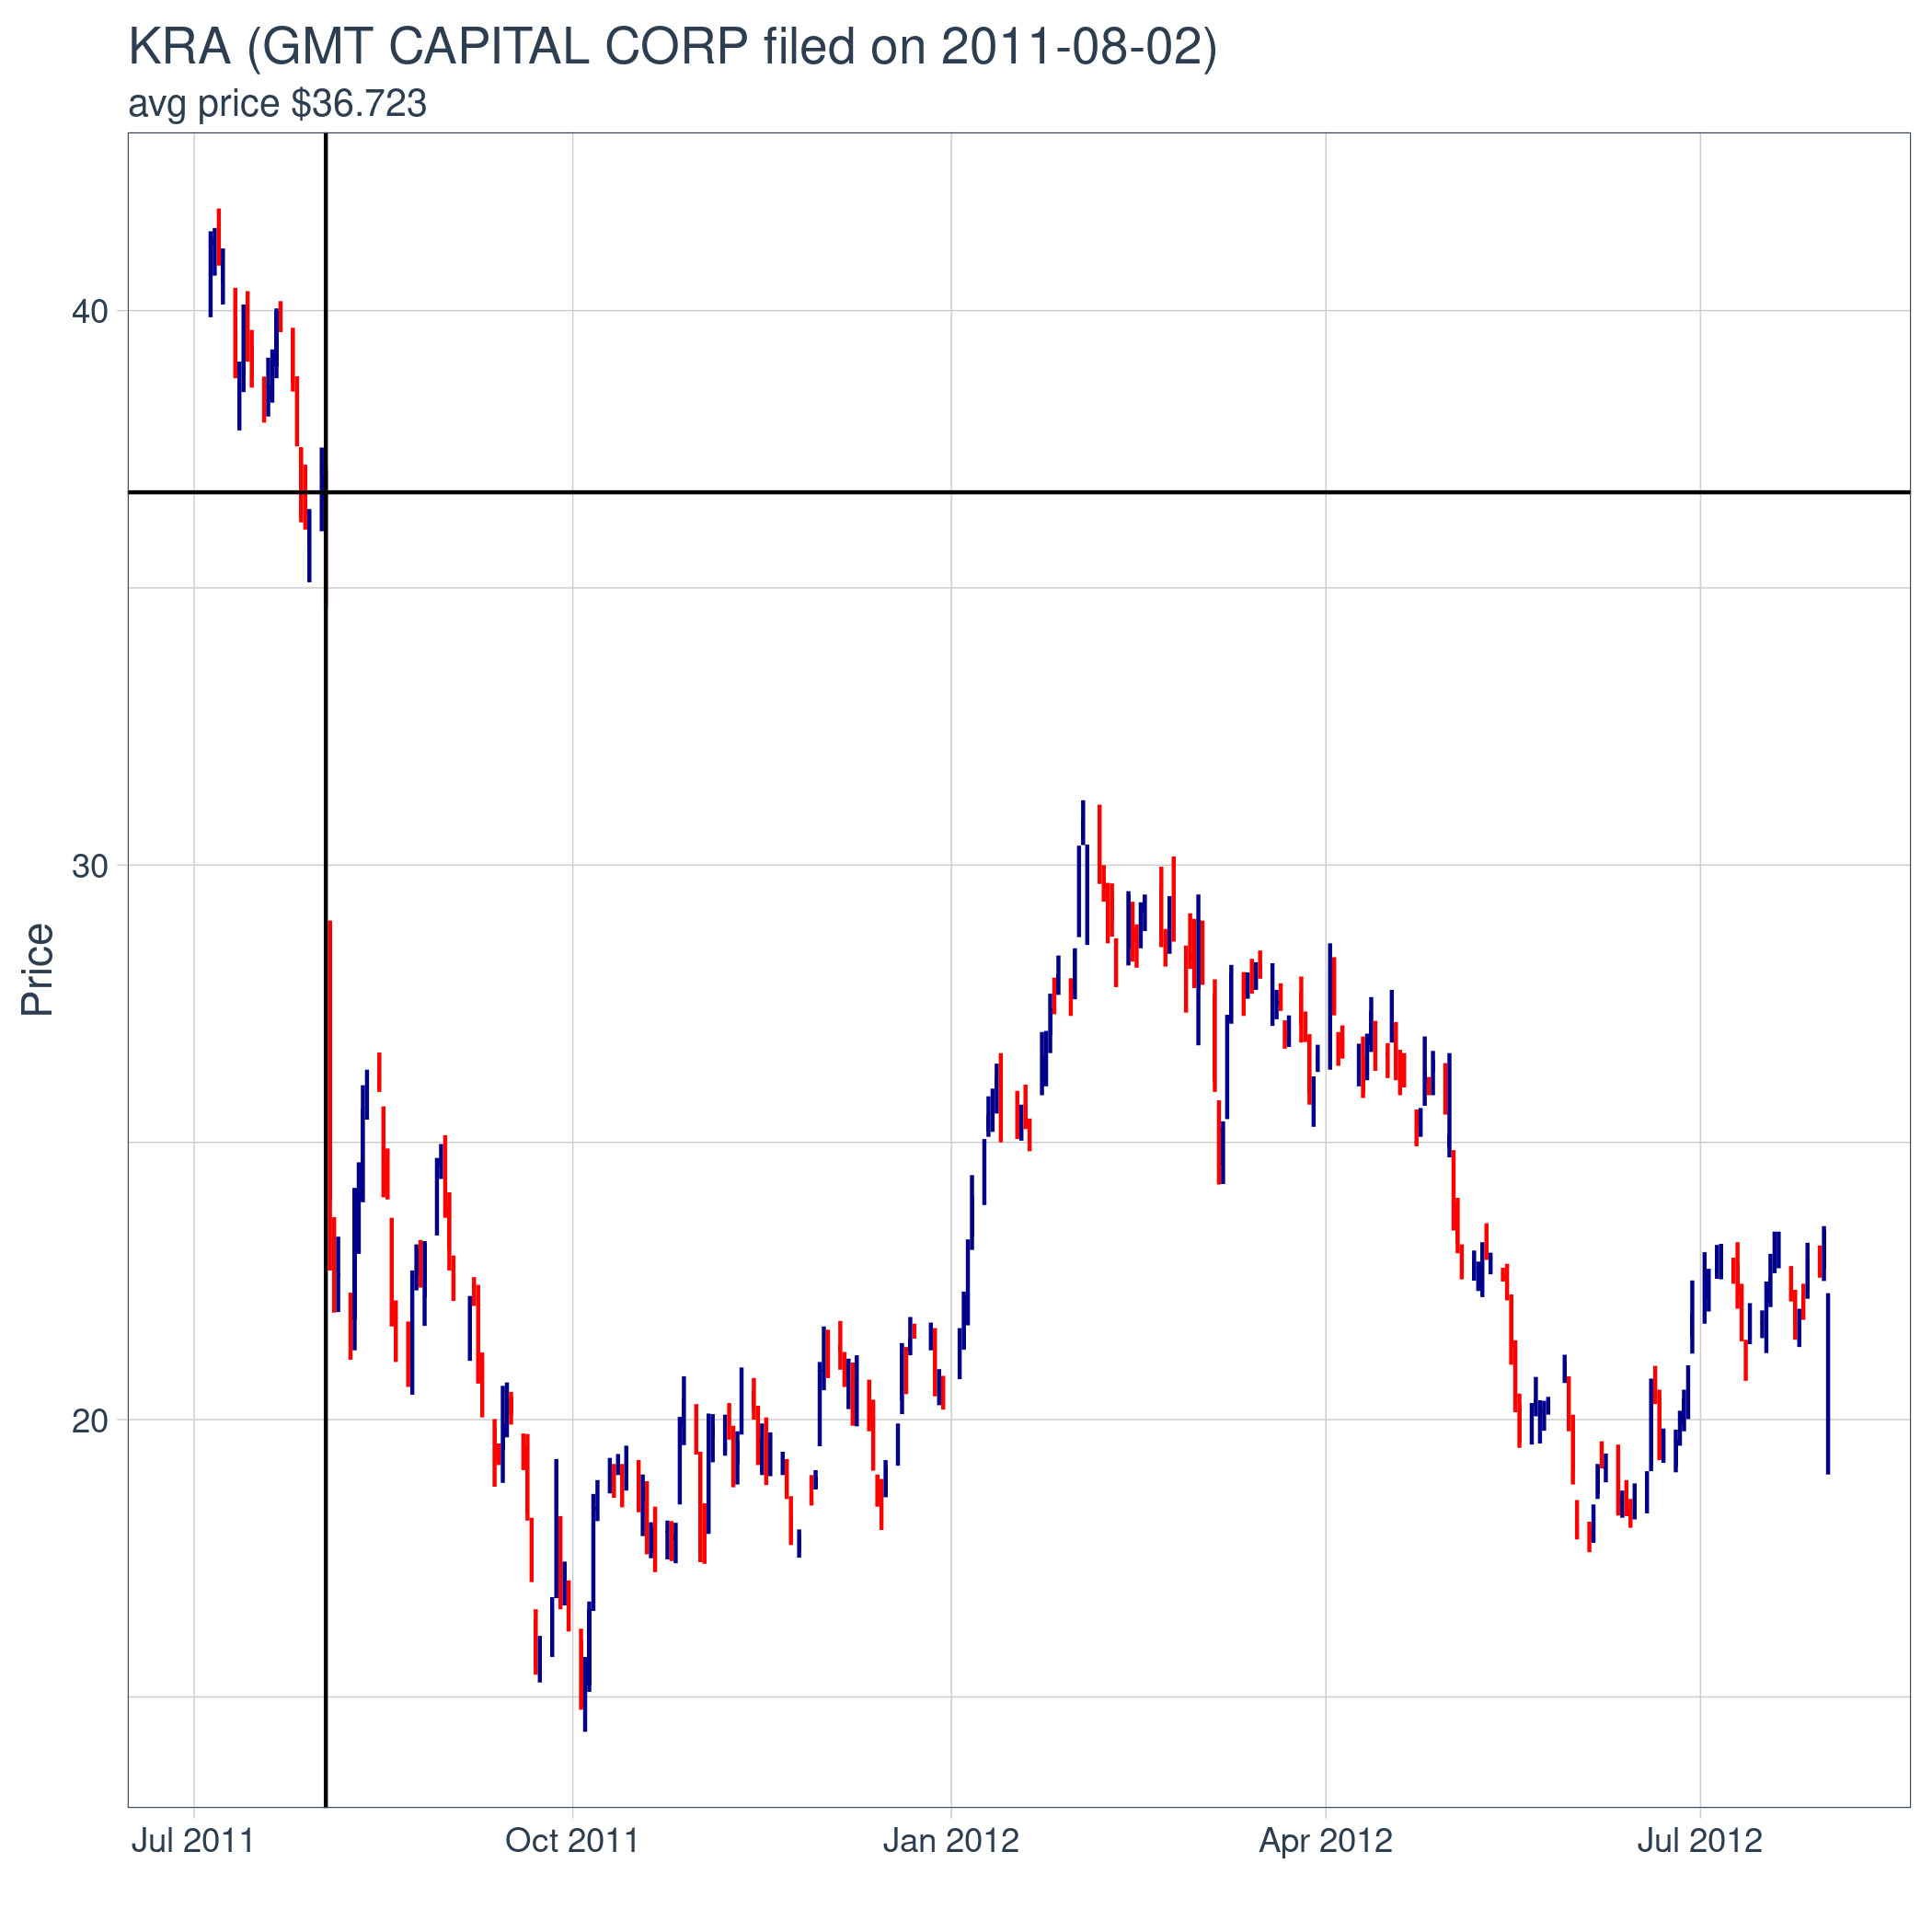 KRA (GMT CAPITAL CORP filed on 2011-08-02)
avg price $36.723
40
30
20
Price
Jul 2011
Oct 2011
Jan 2012
Apr 2012
Jul 2012